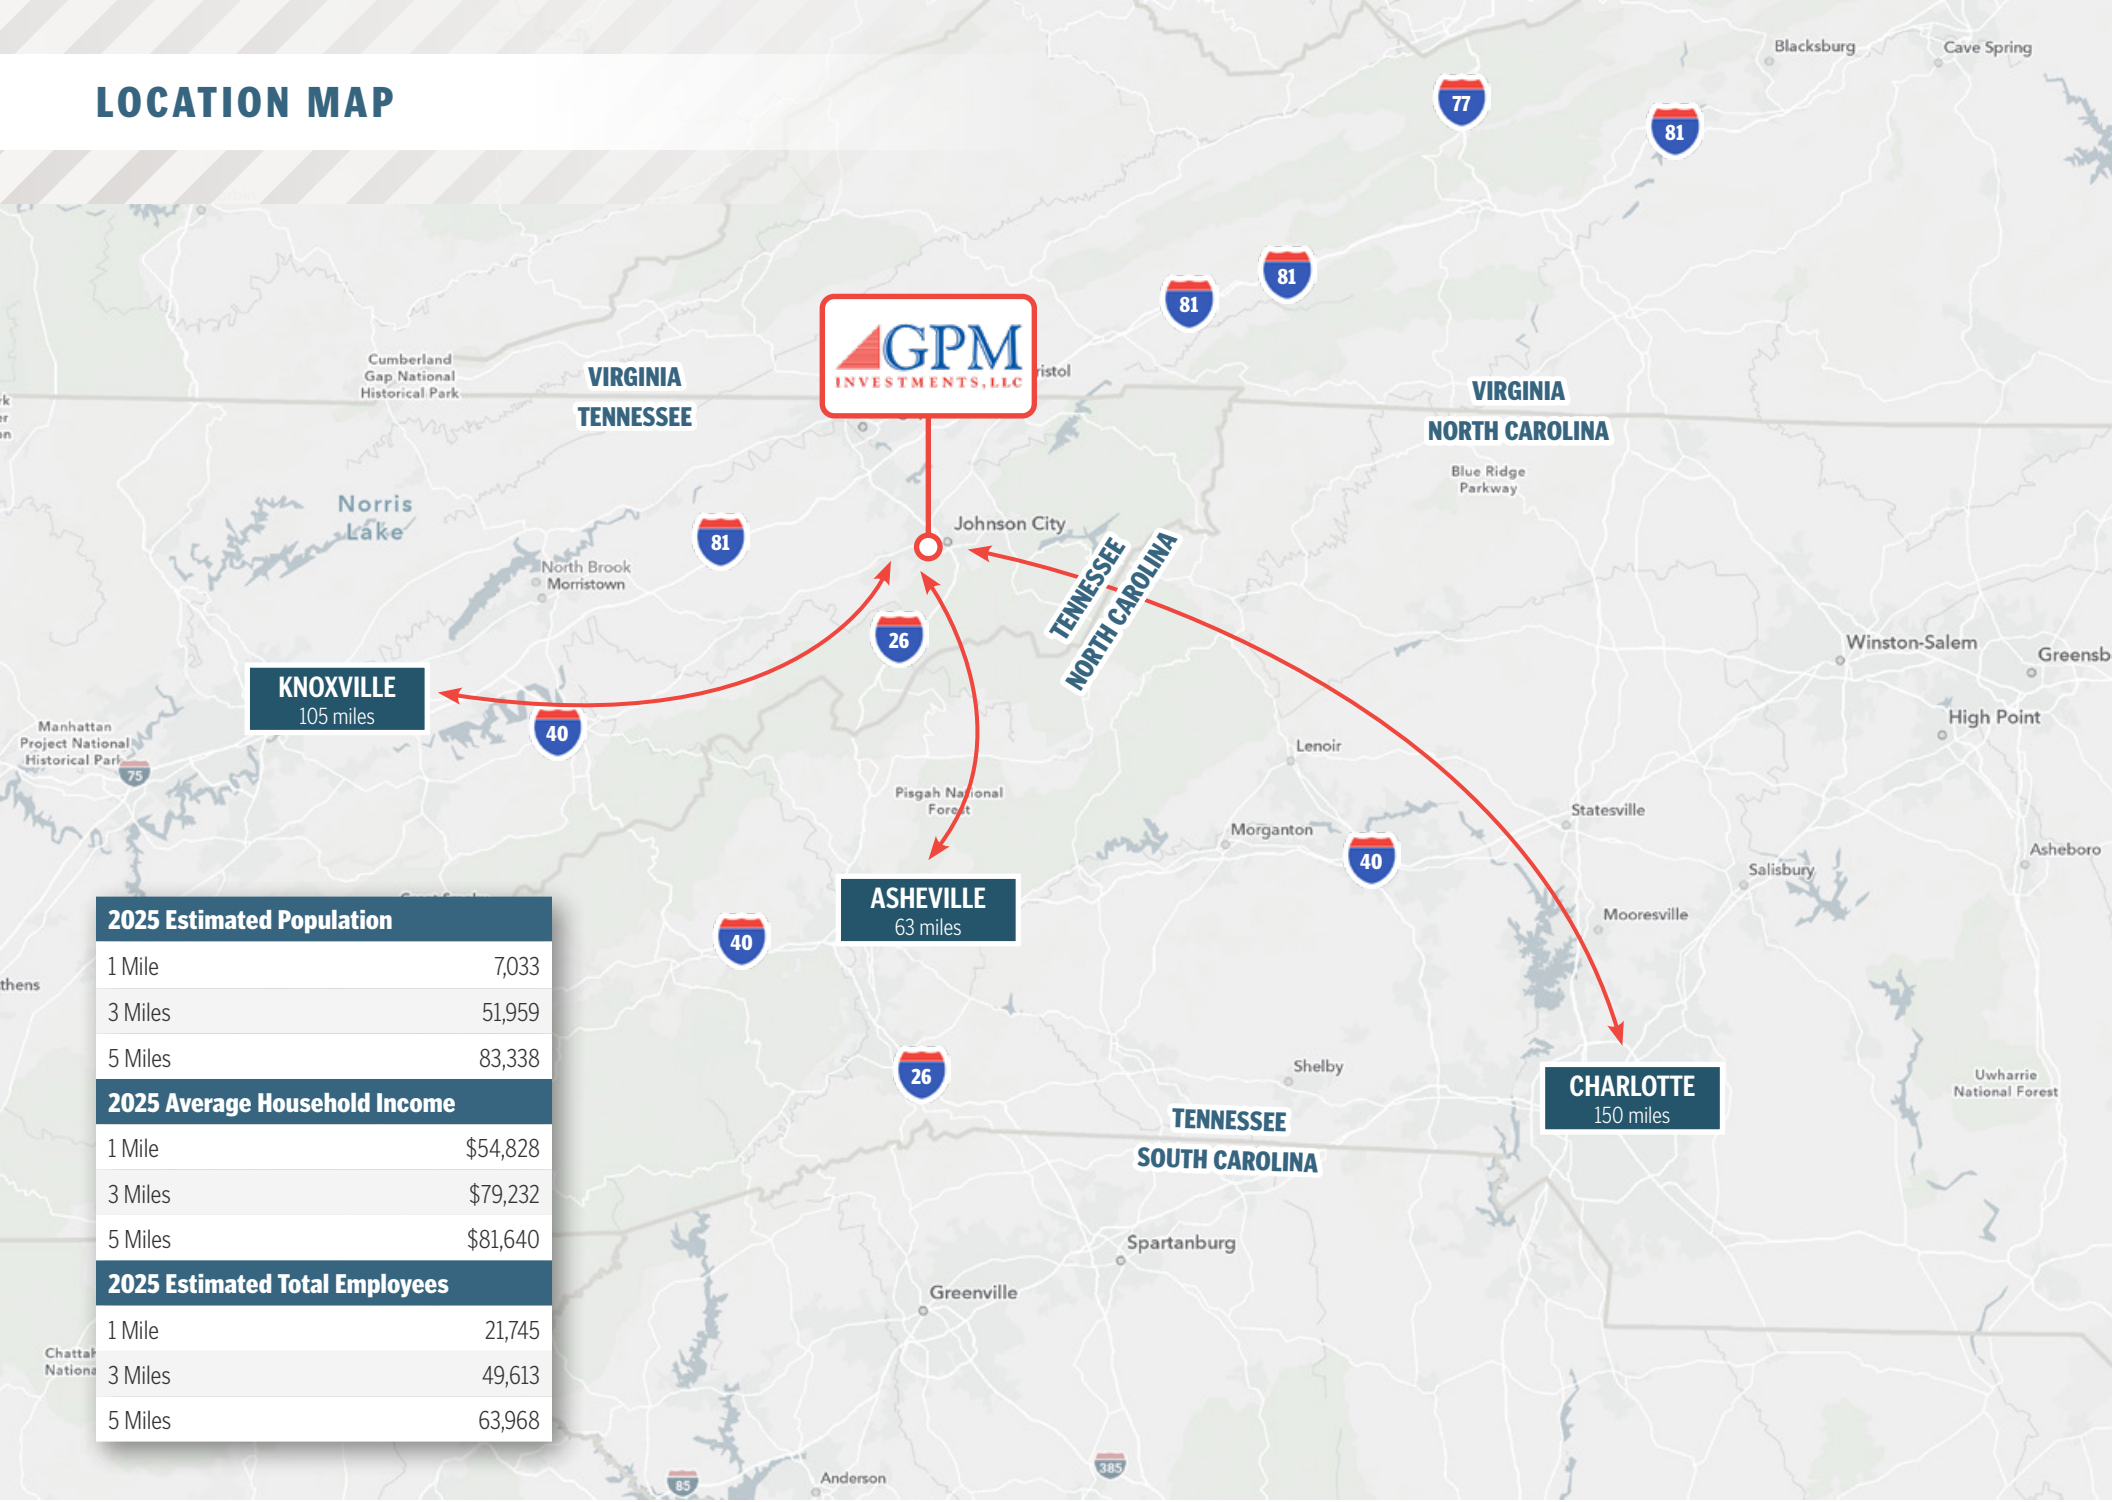 LOCATION MAP
Blacksburg
Cave Spring
77
81
81
81
GPM
INVESTMENTS, LLC
Cumberland
Gap National
Historical Park
VIRGINIA
TENNESSEE
ristol
VIRGINIA
NORTH CAROLINA
Blue Ridge
Parkway
Norris
Lake
81
Johnson City
TENNESSEE
NORTH CAROLINA
North Brook
Morristown
26
Winston-Salem
Greensb
KNOXVILLE
105 miles
40
High Point
Manhattan
Project National
Historical Park
75
Lenoir
Pisgah National
Forest
Statesville
Morganton
40
Asheboro
Salisbury
ASHEVILLE
63 miles
Mooresville
40
thens
26
Shelby
CHARLOTTE
150 miles
Uwharrie
National Forest
TENNESSEE
SOUTH CAROLINA
Spartanburg
Greenville
Chattah
Nationa
385
85
Anderson
2025 Estimated Population
1 Mile 7,033
3 Miles 51,959
5 Miles 83,338
2025 Average Household Income
1 Mile $54,828
3 Miles $79,232
5 Miles $81,640
2025 Estimated Total Employees
1 Mile 21,745
3 Miles 49,613
5 Miles 63,968